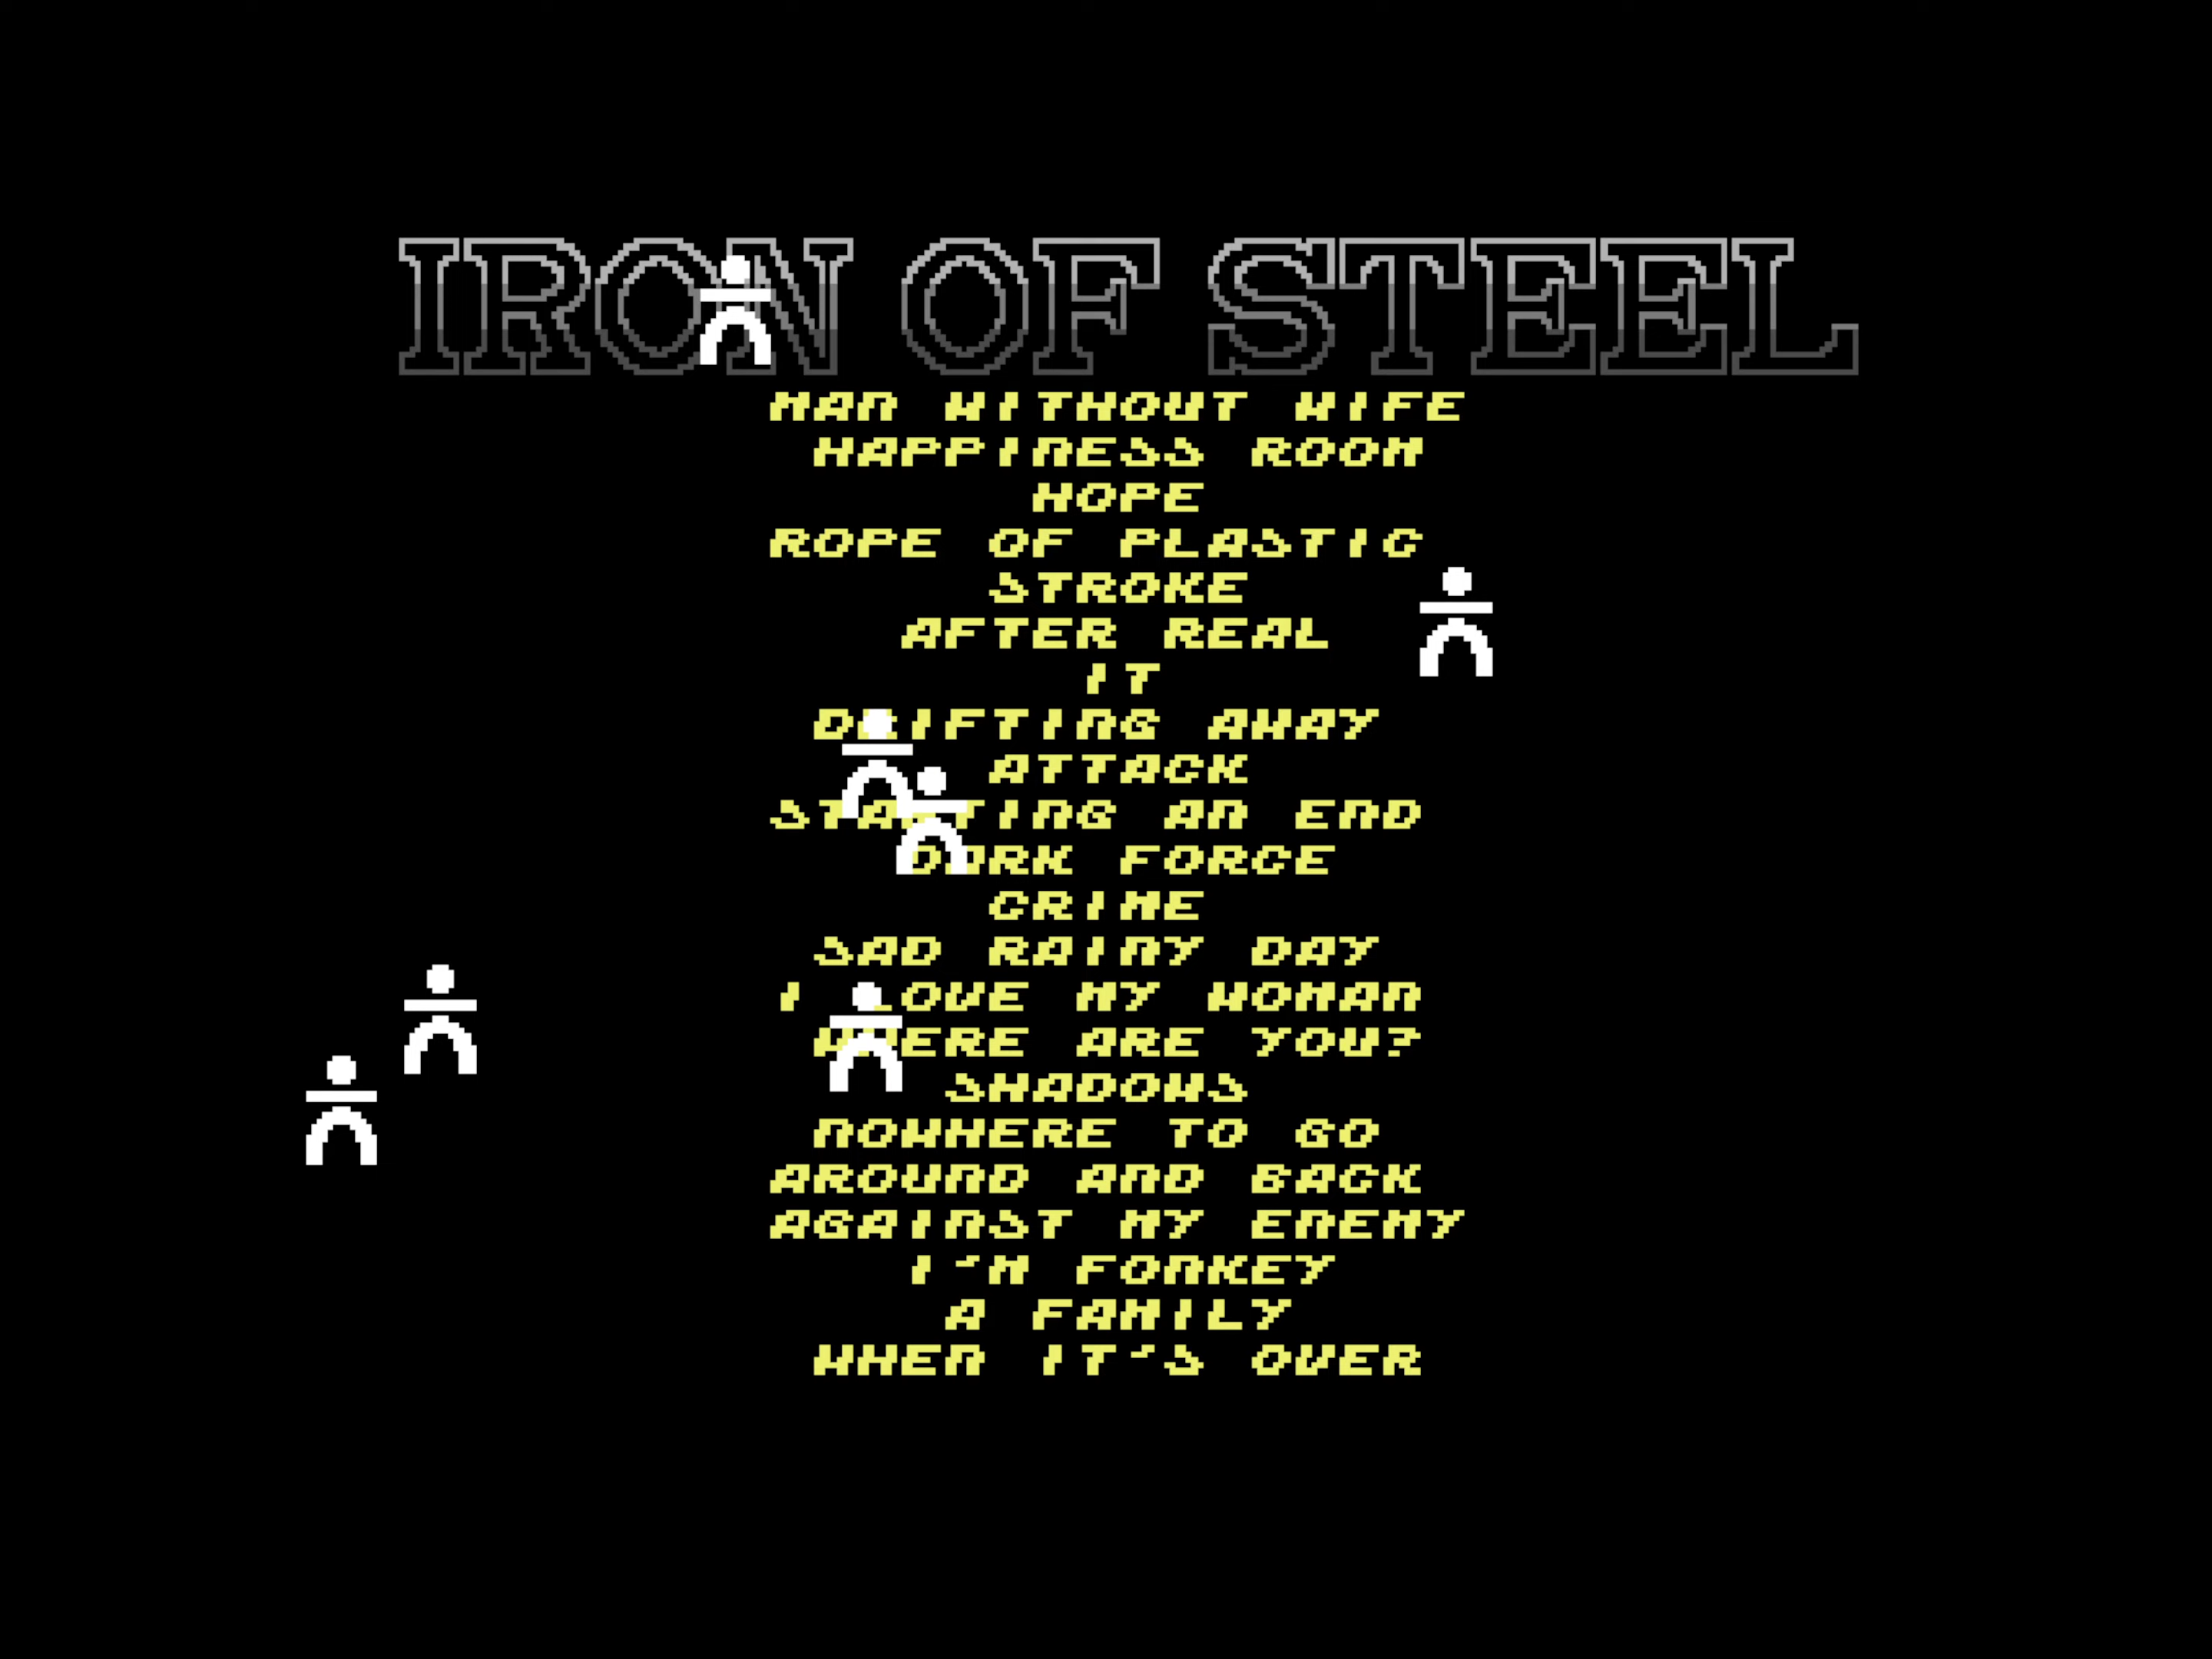 IRON OF STEEL
MAN WITHOUT WIFE
HAPPINESS ROOM
HOPE
ROPE OF PLASTIC
STROKE
AFTER REAL
IT
DRIFTING AWAY
ATTACK
STARTING AN END
DARK FORCE
CRIME
SAD RAINY DAY
I LOVE MY WOMAN
WHERE ARE YOU?
SHADOWS
NOWHERE TO GO
AROUND AND BACK
AGAINST MY ENEMY
I'M FONKEY
A FAMILY
WHEN IT'S OVER